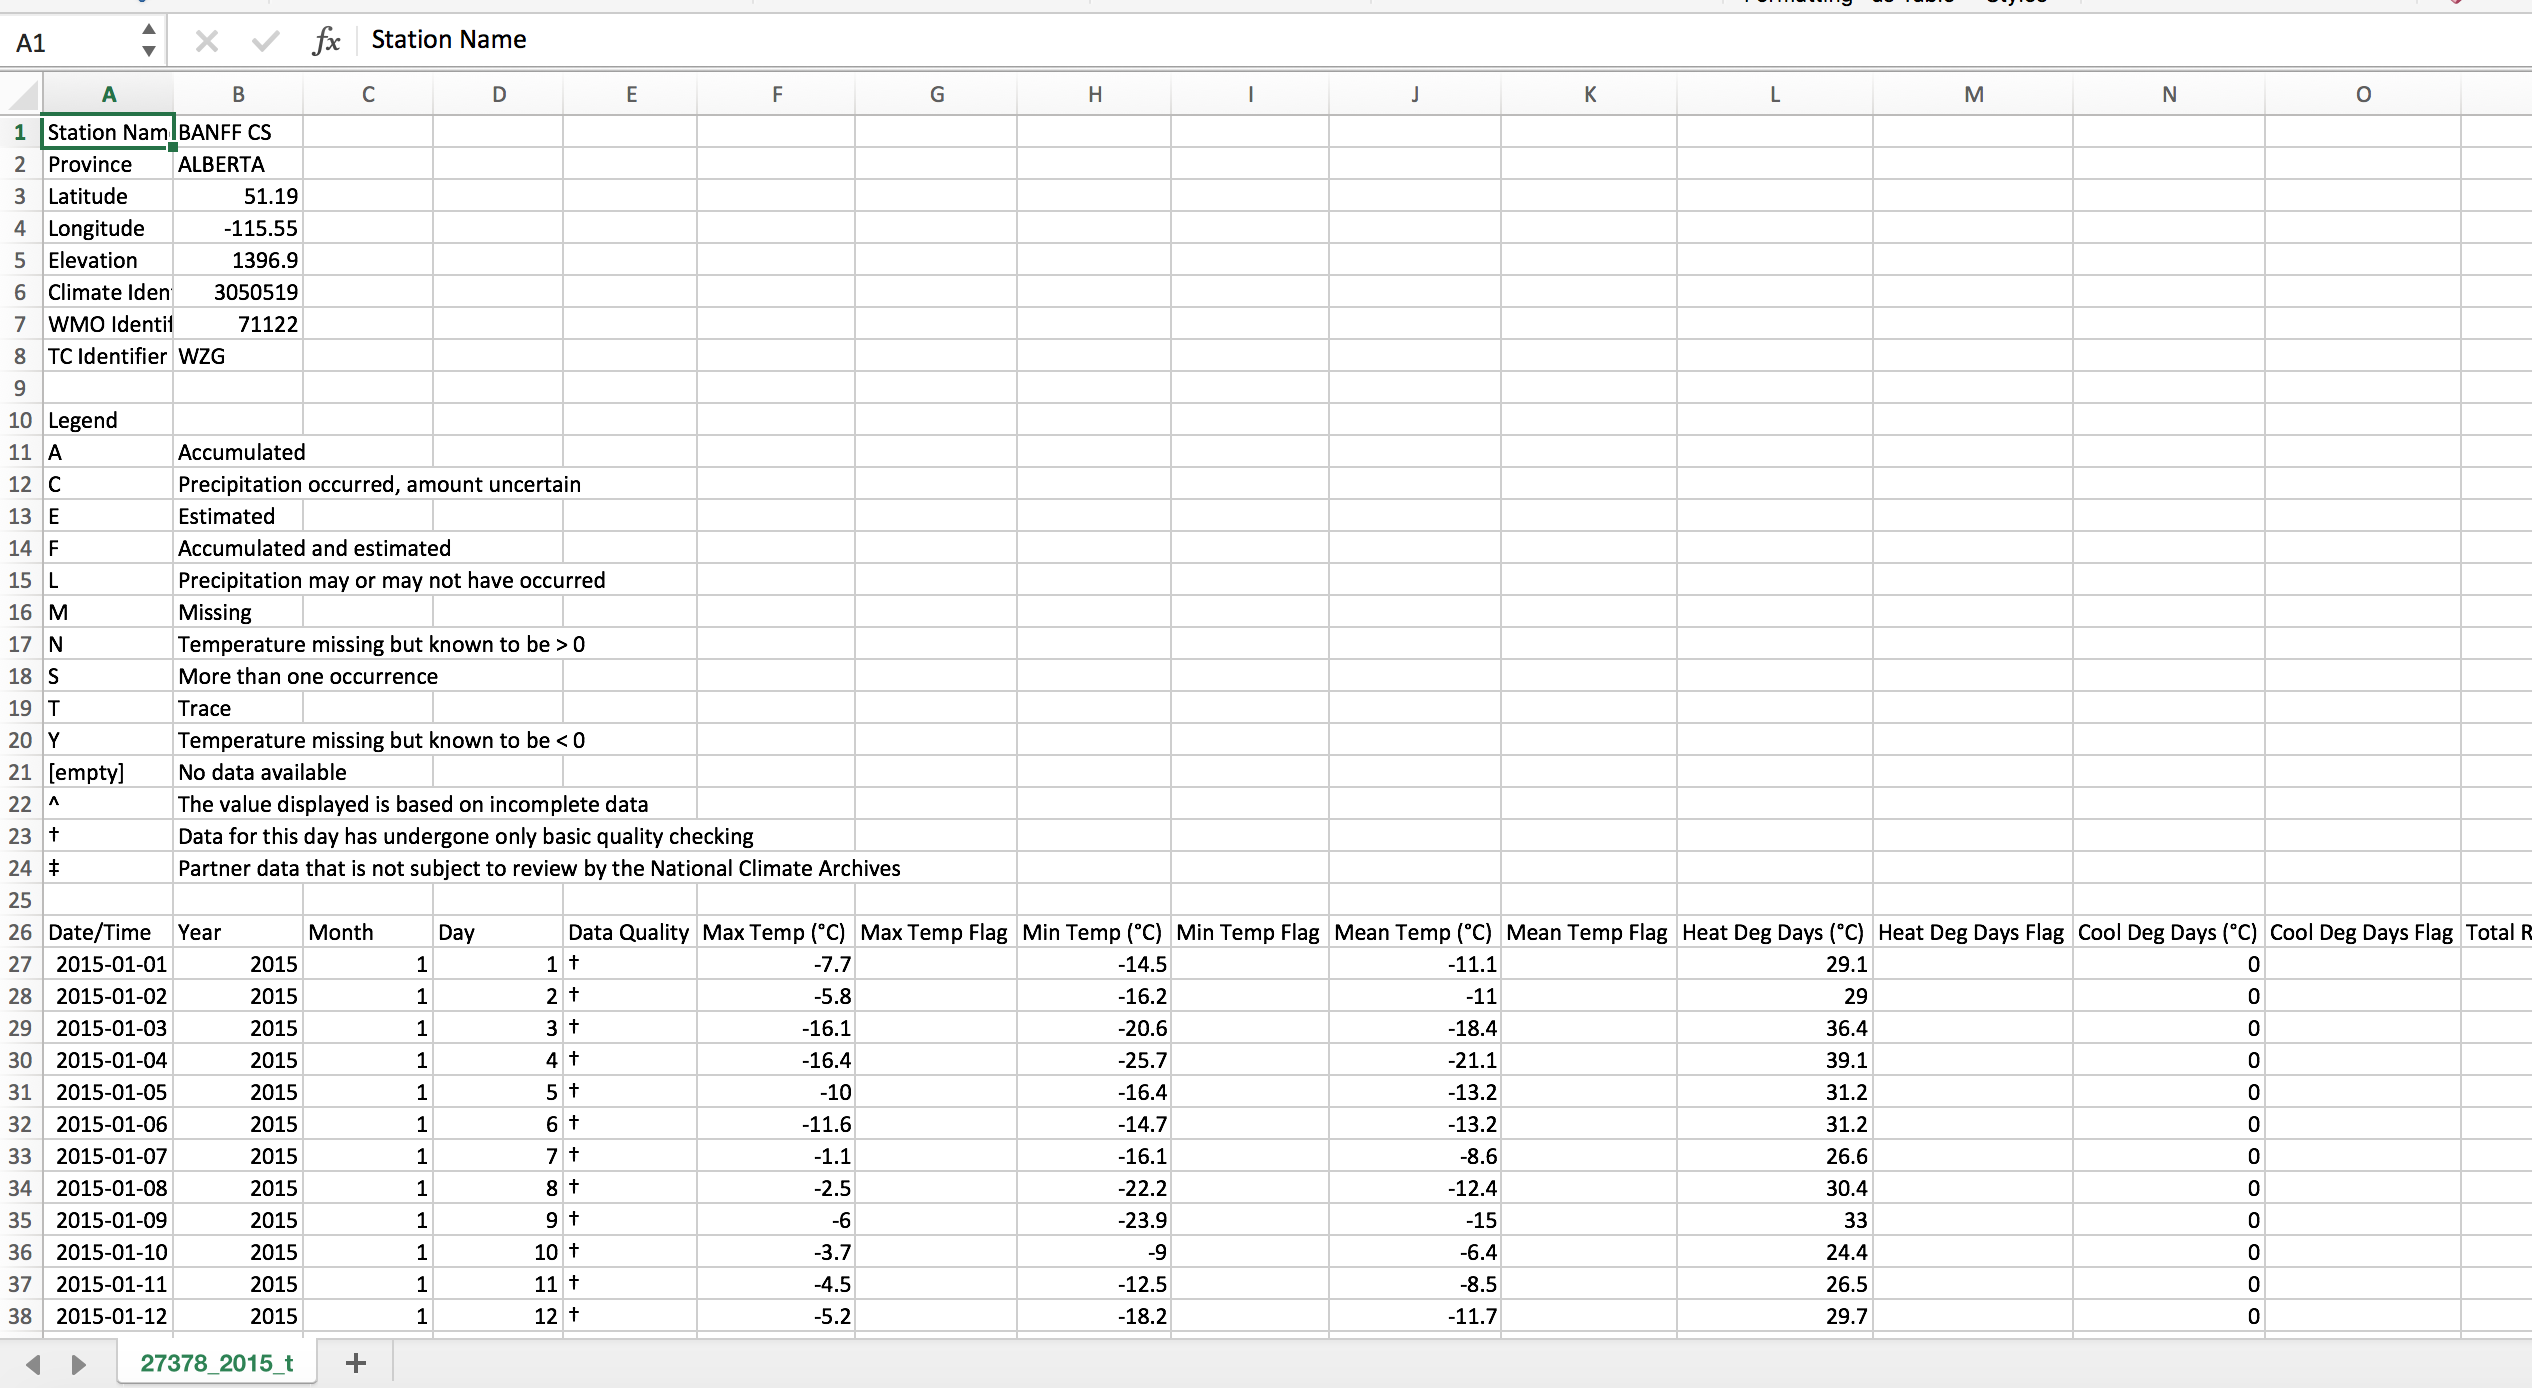 A1 fx Station Name
A B C D E F G H I J K L M N O
1 Station Nam BANFF CS
2 Province ALBERTA
3 Latitude 51.19
4 Longitude -115.55
5 Elevation 1396.9
6 Climate Iden 3050519
7 WMO Identif 71122
8 TC Identifier WZG
9
10 Legend
11 A Accumulated
12 C Precipitation occurred, amount uncertain
13 E Estimated
14 F Accumulated and estimated
15 L Precipitation may or may not have occurred
16 M Missing
17 N Temperature missing but known to be > 0
18 S More than one occurrence
19 T Trace
20 Y Temperature missing but known to be < 0
21 [empty] No data available
22 ^ The value displayed is based on incomplete data
23 † Data for this day has undergone only basic quality checking
24 ‡ Partner data that is not subject to review by the National Climate Archives
25
26 Date/Time Year Month Day Data Quality Max Temp (°C) Max Temp Flag Min Temp (°C) Min Temp Flag Mean Temp (°C) Mean Temp Flag Heat Deg Days (°C) Heat Deg Days Flag Cool Deg Days (°C) Cool Deg Days Flag Total R
27 2015-01-01 2015 1 1 † -7.7 -14.5 -11.1 29.1 0
28 2015-01-02 2015 1 2 † -5.8 -16.2 -11 29 0
29 2015-01-03 2015 1 3 † -16.1 -20.6 -18.4 36.4 0
30 2015-01-04 2015 1 4 † -16.4 -25.7 -21.1 39.1 0
31 2015-01-05 2015 1 5 † -10 -16.4 -13.2 31.2 0
32 2015-01-06 2015 1 6 † -11.6 -14.7 -13.2 31.2 0
33 2015-01-07 2015 1 7 † -1.1 -16.1 -8.6 26.6 0
34 2015-01-08 2015 1 8 † -2.5 -22.2 -12.4 30.4 0
35 2015-01-09 2015 1 9 † -6 -23.9 -15 33 0
36 2015-01-10 2015 1 10 † -3.7 -9 -6.4 24.4 0
37 2015-01-11 2015 1 11 † -4.5 -12.5 -8.5 26.5 0
38 2015-01-12 2015 1 12 † -5.2 -18.2 -11.7 29.7 0
27378_2015_t +